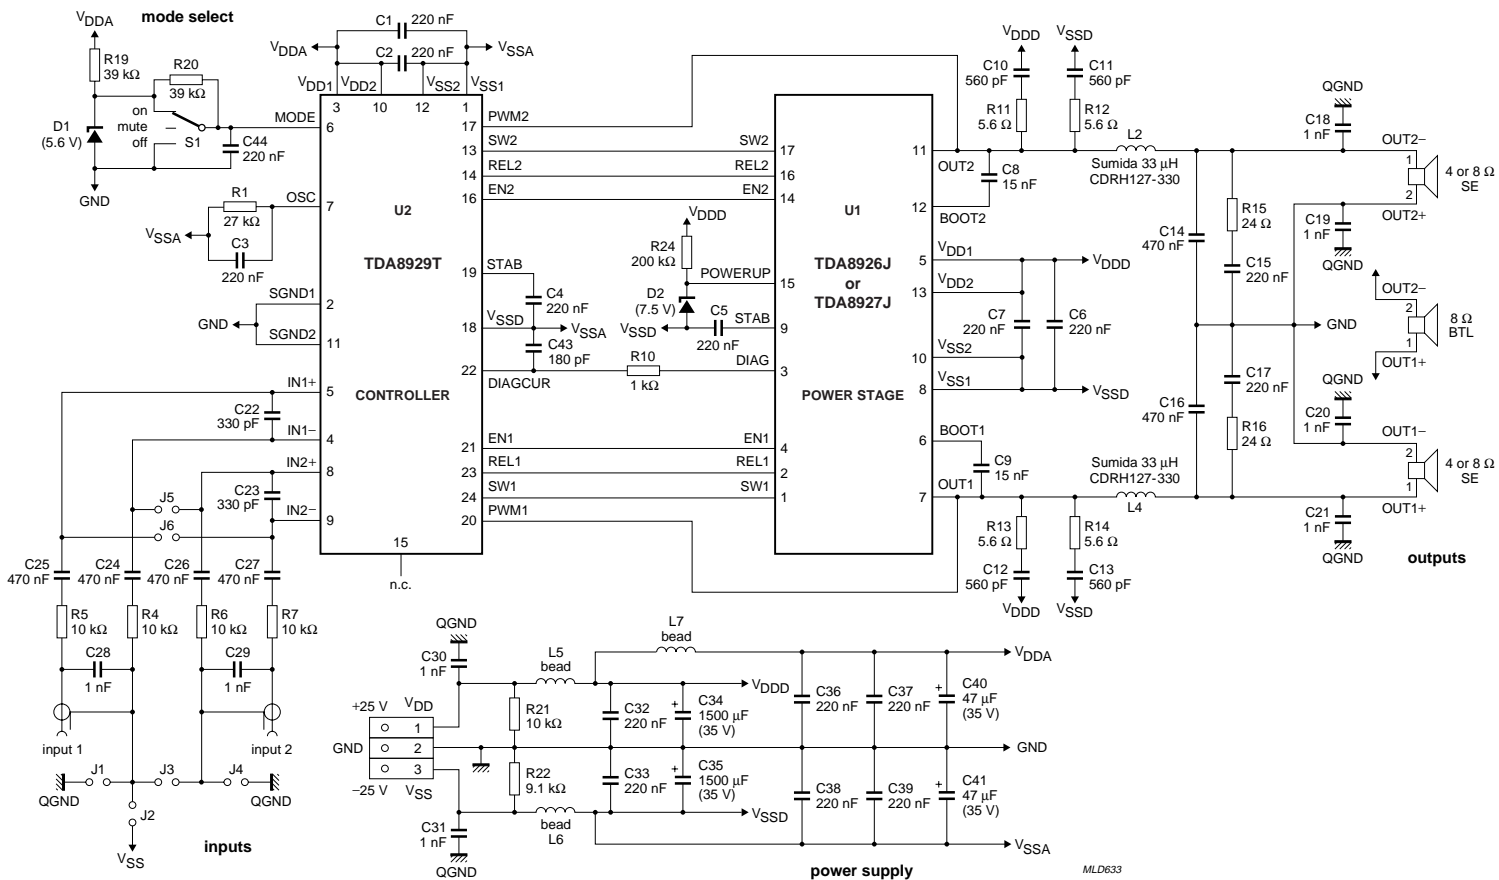 mode select
VDDA
R19
39 kΩ
R20
39 kΩ
on
mute
off
S1
D1
(5.6 V)
C44
220 nF
GND
MODE
6
VDDA
C1
220 nF
C2
220 nF
VSSA
VDD1
VDD2
VSS2
VSS1
3
10
12
1
R1
27 kΩ
OSC
7
VSSA
C3
220 nF
SGND1
2
GND
SGND2
11
U2
TDA8929T
CONTROLLER
15
n.c.
PWM2
17
SW2
13
REL2
14
EN2
16
STAB
19
C4
220 nF
VSSD
18
VSSA
C43
180 pF
22
DIAGCUR
R10
1 kΩ
EN1
21
REL1
23
SW1
24
PWM1
20
VDDD
R24
200 kΩ
POWERUP
15
D2
(7.5 V)
C5
220 nF
VSSD
STAB
9
DIAG
3
SW2
17
REL2
16
EN2
14
EN1
4
REL1
2
SW1
1
U1
TDA8926J
or
TDA8927J
POWER STAGE
11
OUT2
C8
15 nF
12
BOOT2
VDD1
5
VDDD
VDD2
13
C7
220 nF
C6
220 nF
VSS2
10
VSS1
8
VSSD
BOOT1
6
C9
15 nF
OUT1
7
VDDD
VSSD
C10
560 pF
C11
560 pF
R11
5.6 Ω
R12
5.6 Ω
L2
Sumida 33 µH
CDRH127-330
R13
5.6 Ω
R14
5.6 Ω
C12
560 pF
C13
560 pF
VDDD
VSSD
Sumida 33 µH
CDRH127-330
L4
C14
470 nF
R15
24 Ω
C15
220 nF
C16
470 nF
C17
220 nF
R16
24 Ω
GND
QGND
C18
1 nF
C19
1 nF
QGND
QGND
C20
1 nF
C21
1 nF
QGND
OUT2−
1
2
OUT2+
4 or 8 Ω
SE
OUT2−
2
1
OUT1+
8 Ω
BTL
OUT1−
2
1
OUT1+
4 or 8 Ω
SE
outputs
IN1+
5
C22
330 pF
IN1−
4
IN2+
8
C23
330 pF
IN2−
9
J5
J6
C25
470 nF
C24
470 nF
C26
470 nF
C27
470 nF
R5
10 kΩ
R4
10 kΩ
R6
10 kΩ
R7
10 kΩ
C28
1 nF
C29
1 nF
input 1
input 2
J1
J3
J4
QGND
QGND
J2
VSS
inputs
QGND
C30
1 nF
L5
bead
L7
bead
VDDA
VDDD
+25 V
VDD
1
GND
2
3
−25 V
VSS
R21
10 kΩ
R22
9.1 kΩ
C32
220 nF
+
C34
1500 µF
(35 V)
C36
220 nF
C37
220 nF
+
C40
47 µF
(35 V)
GND
C33
220 nF
+
C35
1500 µF
(35 V)
C38
220 nF
C39
220 nF
+
C41
47 µF
(35 V)
VSSD
C31
1 nF
bead
L6
VSSA
QGND
power supply
MLD633